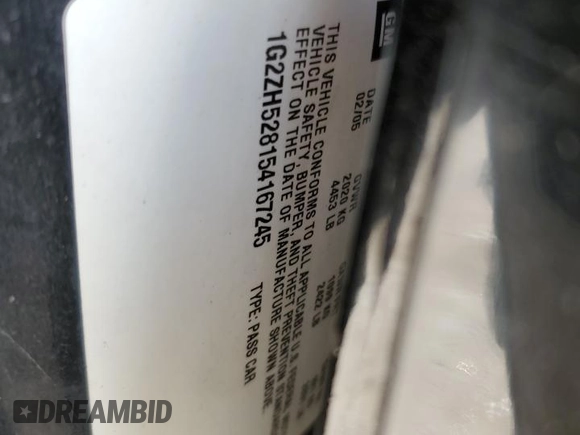 GM
DATE GVWR
02/05 2020 KG
4453 LB
THIS VEHICLE CONFORMS TO ALL APPLICABLE U.S.
VEHICLE SAFETY, BUMPER, AND THEFT PREVENTION
EFFECT ON THE DATE OF MANUFACTURE SHOWN ABOVE.
1G2ZH528154167245
TYPE: PASS CAR
DREAMBID